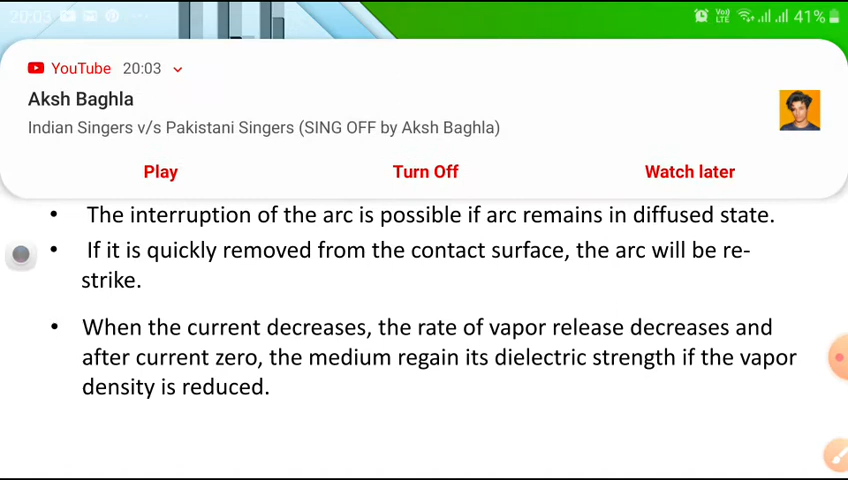 20:03
Vo)) LTE 41%
YouTube 20:03
Aksh Baghla
Indian Singers v/s Pakistani Singers (SING OFF by Aksh Baghla)
Play Turn Off Watch later
• The interruption of the arc is possible if arc remains in diffused state.
• If it is quickly removed from the contact surface, the arc will be re-
strike.
• When the current decreases, the rate of vapor release decreases and
after current zero, the medium regain its dielectric strength if the vapor
density is reduced.